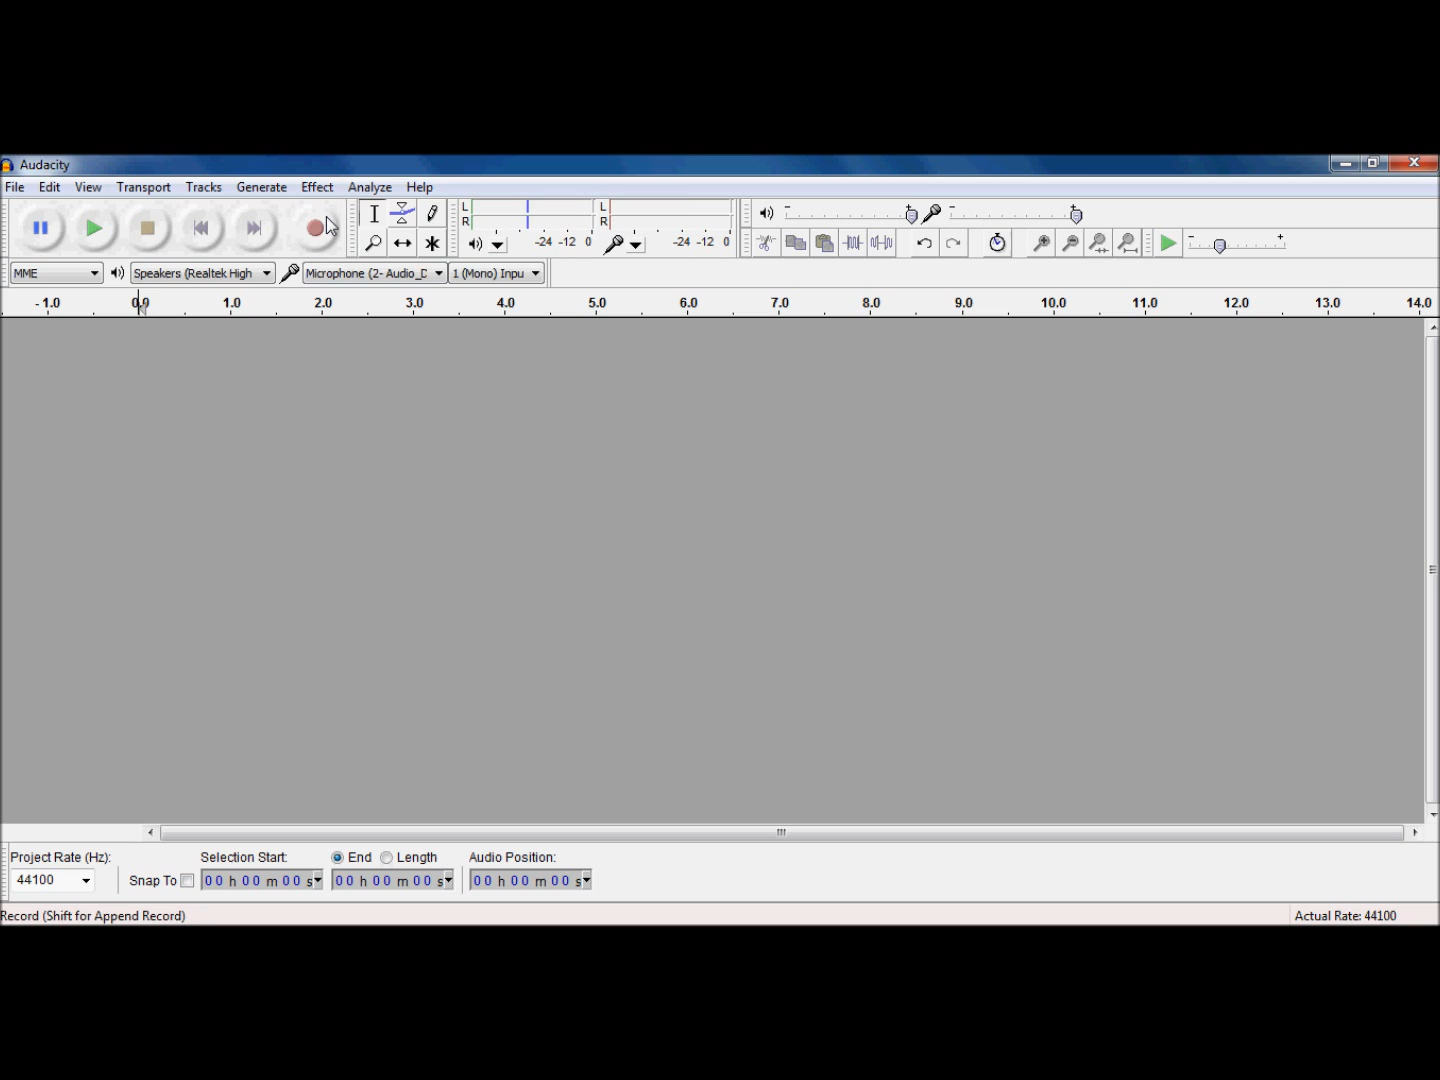 Audacity
File Edit View Transport Tracks Generate Effect Analyze Help
L L
R R
-24 -12 0 -24 -12 0
MME Speakers (Realtek High Microphone (2- Audio_D 1 (Mono) Inpu
- 1.0 0.0 1.0 2.0 3.0 4.0 5.0 6.0 7.0 8.0 9.0 10.0 11.0 12.0 13.0 14.0
Project Rate (Hz): Selection Start: End Length Audio Position:
44100 Snap To 00 h 00 m 00 s 00 h 00 m 00 s 00 h 00 m 00 s
Record (Shift for Append Record) Actual Rate: 44100